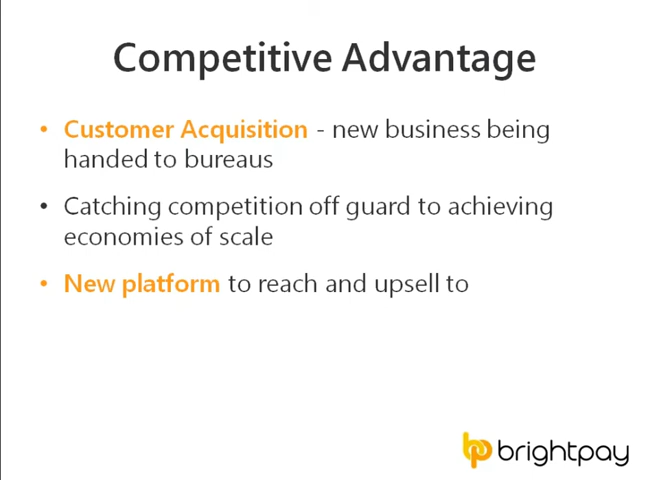 Competitive Advantage
• Customer Acquisition - new business being
handed to bureaus
• Catching competition off guard to achieving
economies of scale
• New platform to reach and upsell to
bp brightpay